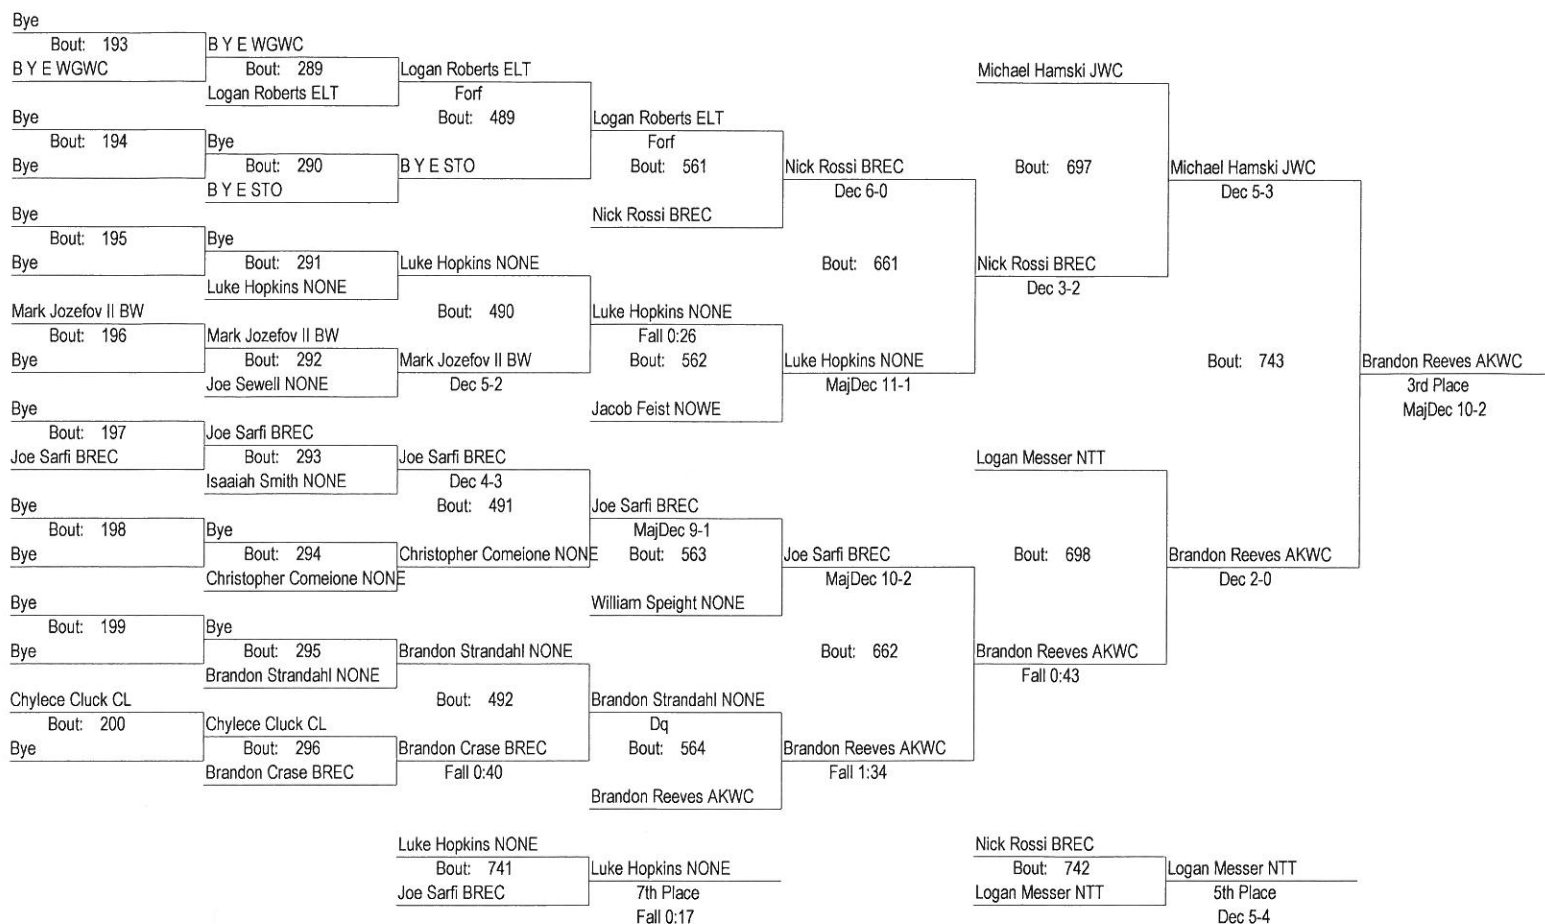 Bye
Bout: 193
B Y E WGWC
Bye
Bout: 194
Bye
Bye
Bout: 195
Bye
Mark Jozefov II BW
Bout: 196
Bye
Bye
Bout: 197
Joe Sarfi BREC
Bye
Bout: 198
Bye
Bye
Bout: 199
Bye
Chylece Cluck CL
Bout: 200
Bye
B Y E WGWC
Bout: 289
Logan Roberts ELT
Bye
Bout: 290
B Y E STO
Bye
Bout: 291
Luke Hopkins NONE
Mark Jozefov II BW
Bout: 292
Joe Sewell NONE
Joe Sarfi BREC
Bout: 293
Isaaiah Smith NONE
Bye
Bout: 294
Christopher Comeione NONE
Bye
Bout: 295
Brandon Strandahl NONE
Chylece Cluck CL
Bout: 296
Brandon Crase BREC
Logan Roberts ELT
Forf
Bout: 489
B Y E STO
Luke Hopkins NONE
Bout: 490
Mark Jozefov II BW
Dec 5-2
Joe Sarfi BREC
Dec 4-3
Bout: 491
Christopher Comeione NONE
Brandon Strandahl NONE
Bout: 492
Brandon Crase BREC
Fall 0:40
Logan Roberts ELT
Forf
Bout: 561
Nick Rossi BREC
Luke Hopkins NONE
Fall 0:26
Bout: 562
Jacob Feist NOWE
Joe Sarfi BREC
MajDec 9-1
Bout: 563
William Speight NONE
Brandon Strandahl NONE
Dq
Bout: 564
Brandon Reeves AKWC
Nick Rossi BREC
Dec 6-0
Bout: 661
Luke Hopkins NONE
MajDec 11-1
Joe Sarfi BREC
MajDec 10-2
Bout: 662
Brandon Reeves AKWC
Fall 1:34
Michael Hamski JWC
Bout: 697
Nick Rossi BREC
Dec 3-2
Logan Messer NTT
Bout: 698
Brandon Reeves AKWC
Fall 0:43
Michael Hamski JWC
Dec 5-3
Bout: 743
Brandon Reeves AKWC
Dec 2-0
Brandon Reeves AKWC
3rd Place
MajDec 10-2
Luke Hopkins NONE
Bout: 741
Joe Sarfi BREC
Luke Hopkins NONE
7th Place
Fall 0:17
Nick Rossi BREC
Bout: 742
Logan Messer NTT
Logan Messer NTT
5th Place
Dec 5-4